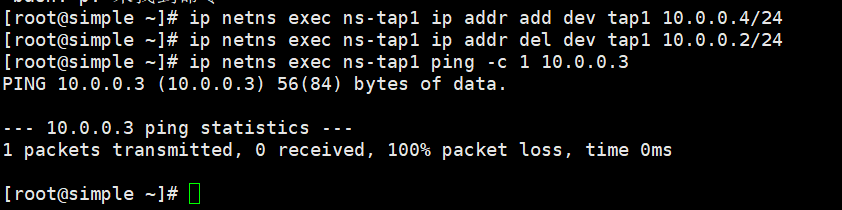 [root@simple ~]# ip netns exec ns-tap1 ip addr add dev tap1 10.0.0.4/24
[root@simple ~]# ip netns exec ns-tap1 ip addr del dev tap1 10.0.0.2/24
[root@simple ~]# ip netns exec ns-tap1 ping -c 1 10.0.0.3
PING 10.0.0.3 (10.0.0.3) 56(84) bytes of data.

--- 10.0.0.3 ping statistics ---
1 packets transmitted, 0 received, 100% packet loss, time 0ms

[root@simple ~]#